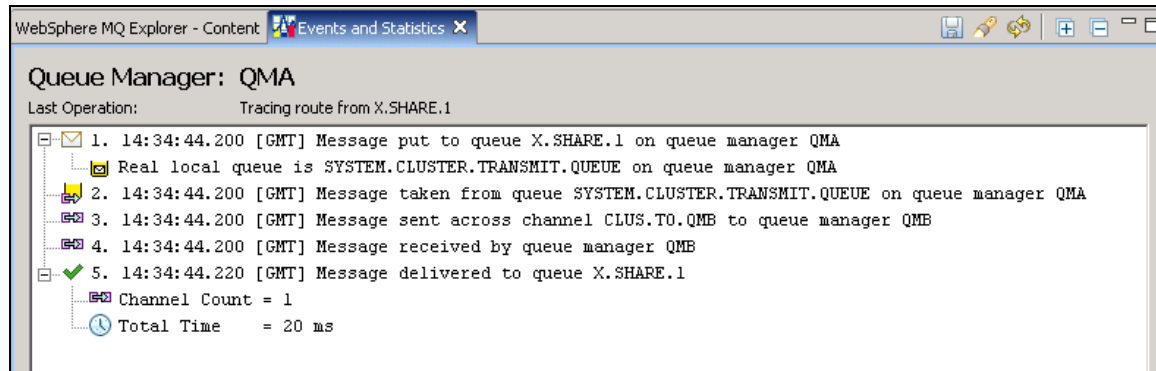 WebSphere MQ Explorer - Content Events and Statistics
Queue Manager: QMA
Last Operation: Tracing route from X.SHARE.1
1. 14:34:44.200 [GMT] Message put to queue X.SHARE.1 on queue manager QMA
Real local queue is SYSTEM.CLUSTER.TRANSMIT.QUEUE on queue manager QMA
2. 14:34:44.200 [GMT] Message taken from queue SYSTEM.CLUSTER.TRANSMIT.QUEUE on queue manager QMA
3. 14:34:44.200 [GMT] Message sent across channel CLUS.TO.QMB to queue manager QMB
4. 14:34:44.200 [GMT] Message received by queue manager QMB
5. 14:34:44.220 [GMT] Message delivered to queue X.SHARE.1
Channel Count = 1
Total Time = 20 ms